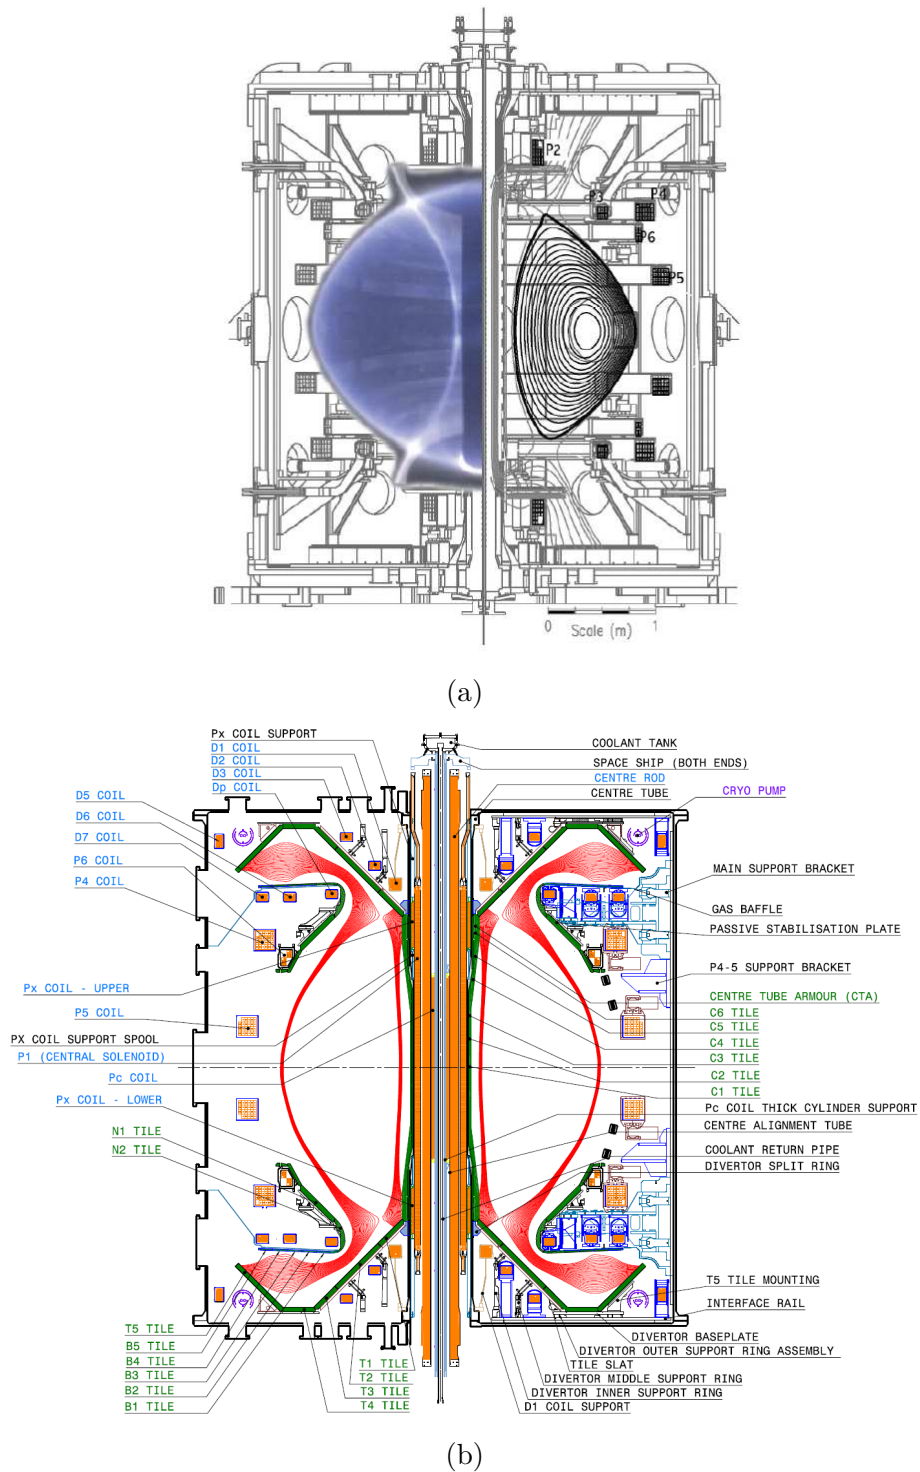 P2
P3
P4
P6
P5
0
1
Scale (m)
(a)
Px COIL SUPPORT
D1 COIL
D2 COIL
D3 COIL
Dp COIL
D5 COIL
D6 COIL
D7 COIL
P6 COIL
P4 COIL
Px COIL - UPPER
P5 COIL
PX COIL SUPPORT SPOOL
P1 (CENTRAL SOLENOID)
Pc COIL
Px COIL - LOWER
N1 TILE
N2 TILE
T5 TILE
B5 TILE
B4 TILE
B3 TILE
B2 TILE
B1 TILE
T1 TILE
T2 TILE
T3 TILE
T4 TILE
COOLANT TANK
SPACE SHIP (BOTH ENDS)
CENTRE ROD
CENTRE TUBE
CRYO PUMP
MAIN SUPPORT BRACKET
GAS BAFFLE
PASSIVE STABILISATION PLATE
P4-5 SUPPORT BRACKET
CENTRE TUBE ARMOUR (CTA)
C6 TILE
C5 TILE
C4 TILE
C3 TILE
C2 TILE
C1 TILE
Pc COIL THICK CYLINDER SUPPORT
CENTRE ALIGNMENT TUBE
COOLANT RETURN PIPE
DIVERTOR SPLIT RING
T5 TILE MOUNTING
INTERFACE RAIL
DIVERTOR BASEPLATE
DIVERTOR OUTER SUPPORT RING ASSEMBLY
TILE SLAT
DIVERTOR MIDDLE SUPPORT RING
DIVERTOR INNER SUPPORT RING
D1 COIL SUPPORT
(b)